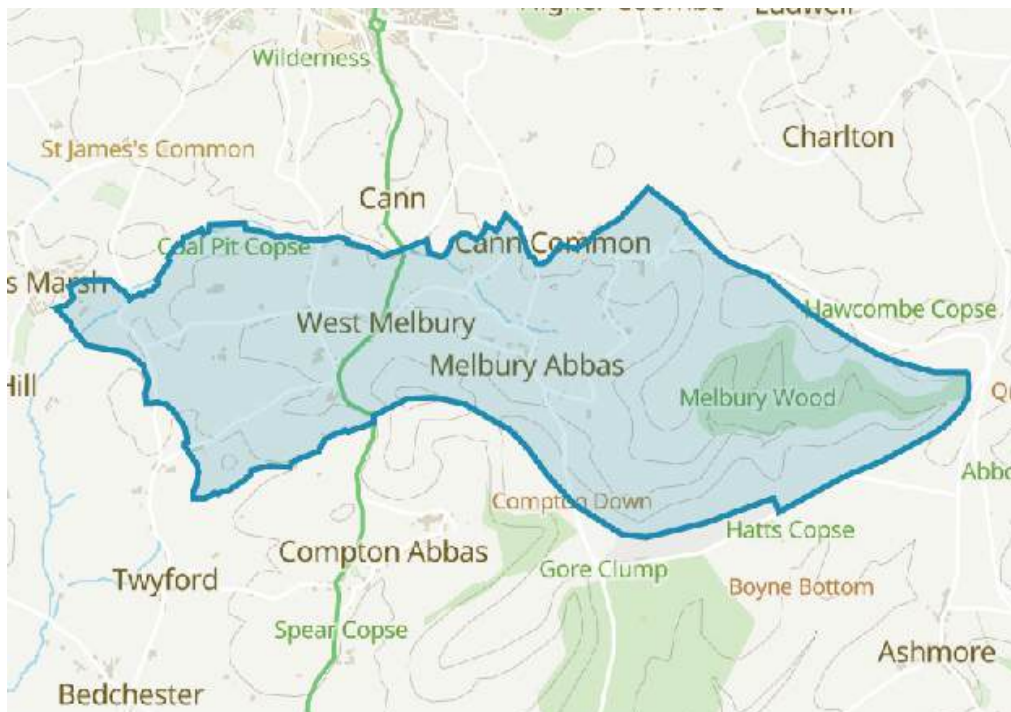 Wilderness
St James's Common
Charlton
Cann
Coal Pit Copse
Cann Common
s Marsh
Hawcombe Copse
West Melbury
Melbury Abbas
Hill
Melbury Wood
Abbo
Compton Down
Hatts Copse
Compton Abbas
Gore Clump
Twyford
Boyne Bottom
Spear Copse
Ashmore
Bedchester